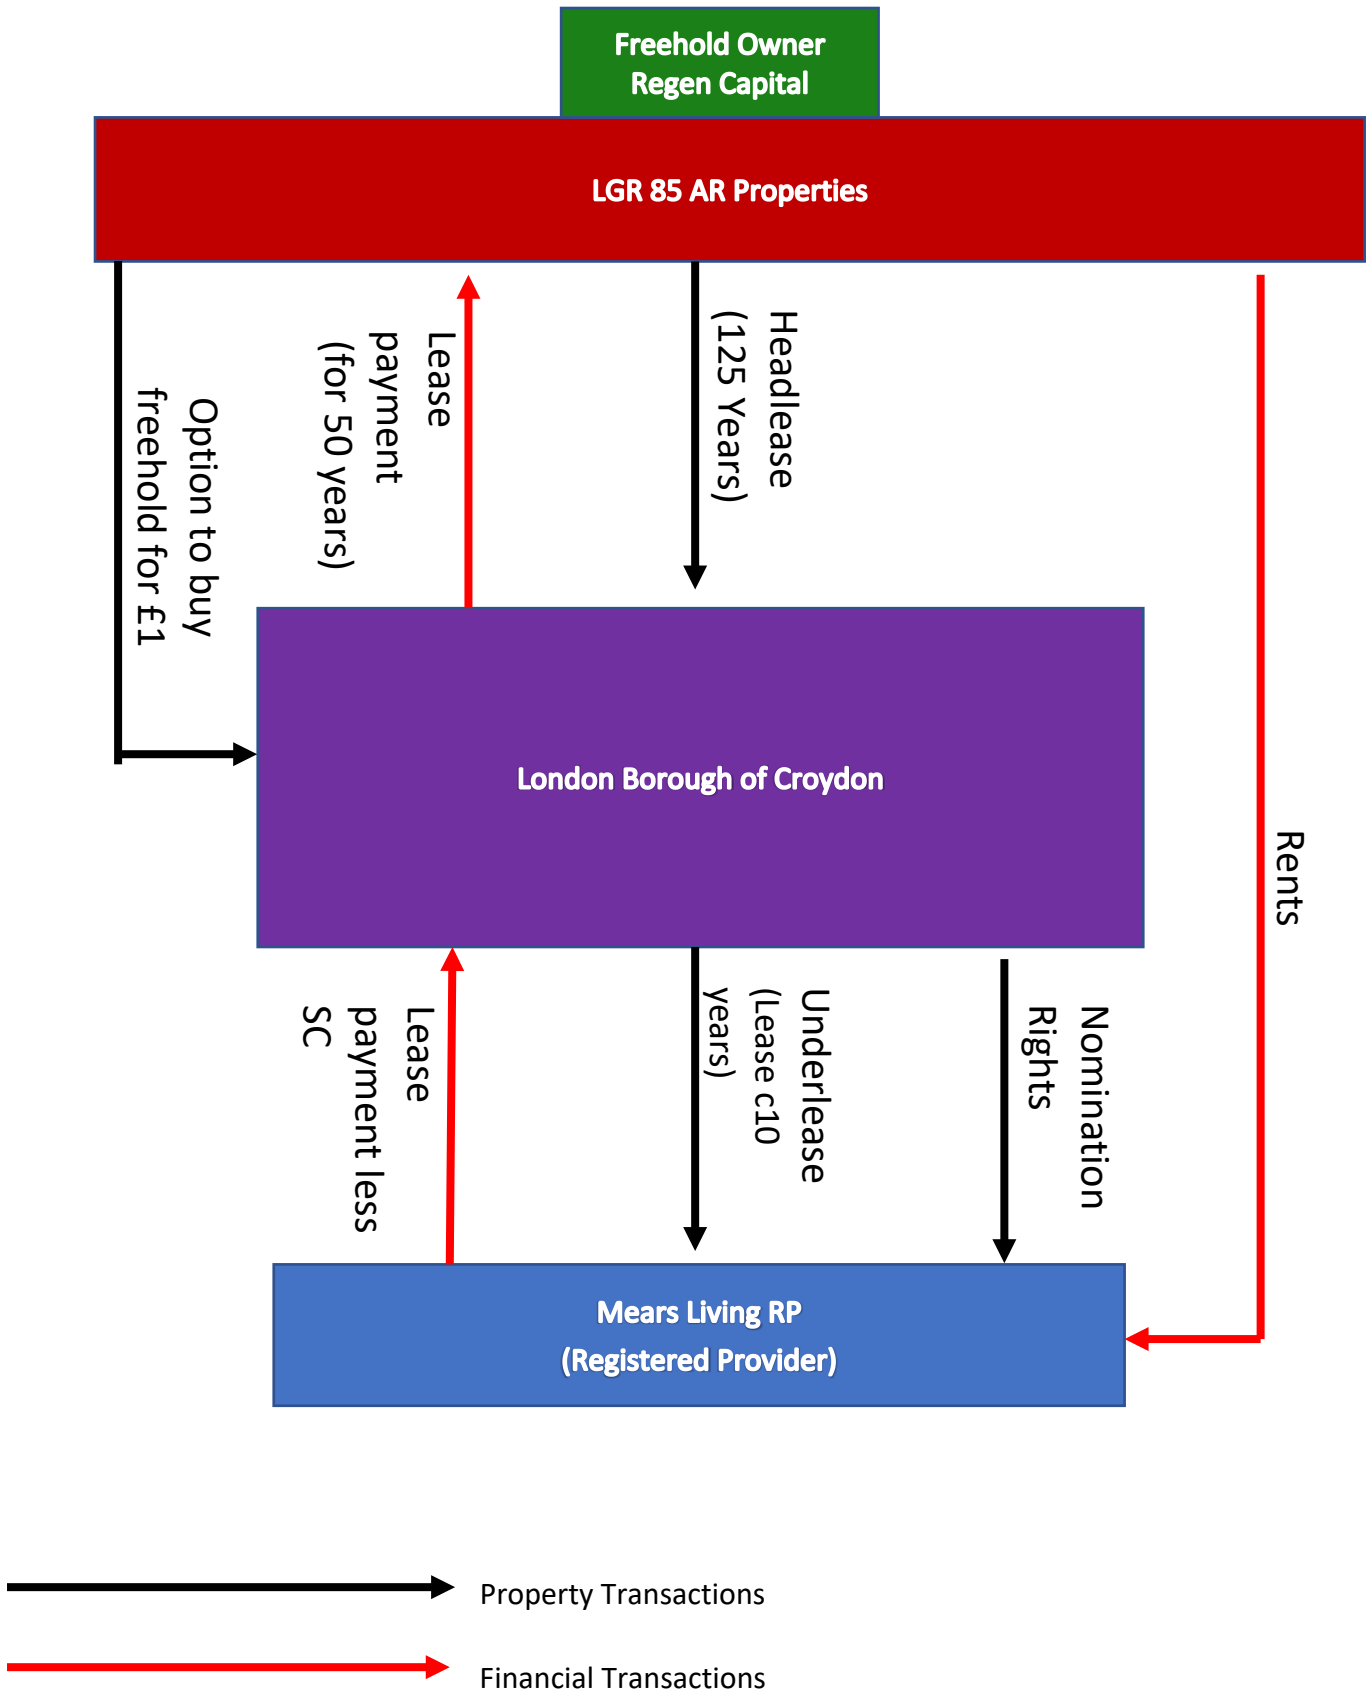 Freehold Owner
Regen Capital
LGR 85 AR Properties
Option to buy
freehold for £1
Lease
payment
(for 50 years)
Headlease
(125 Years)
London Borough of Croydon
Rents
Lease
payment less
SC
Underlease
(Lease c10
years)
Nomination
Rights
Mears Living RP
(Registered Provider)
Property Transactions
Financial Transactions